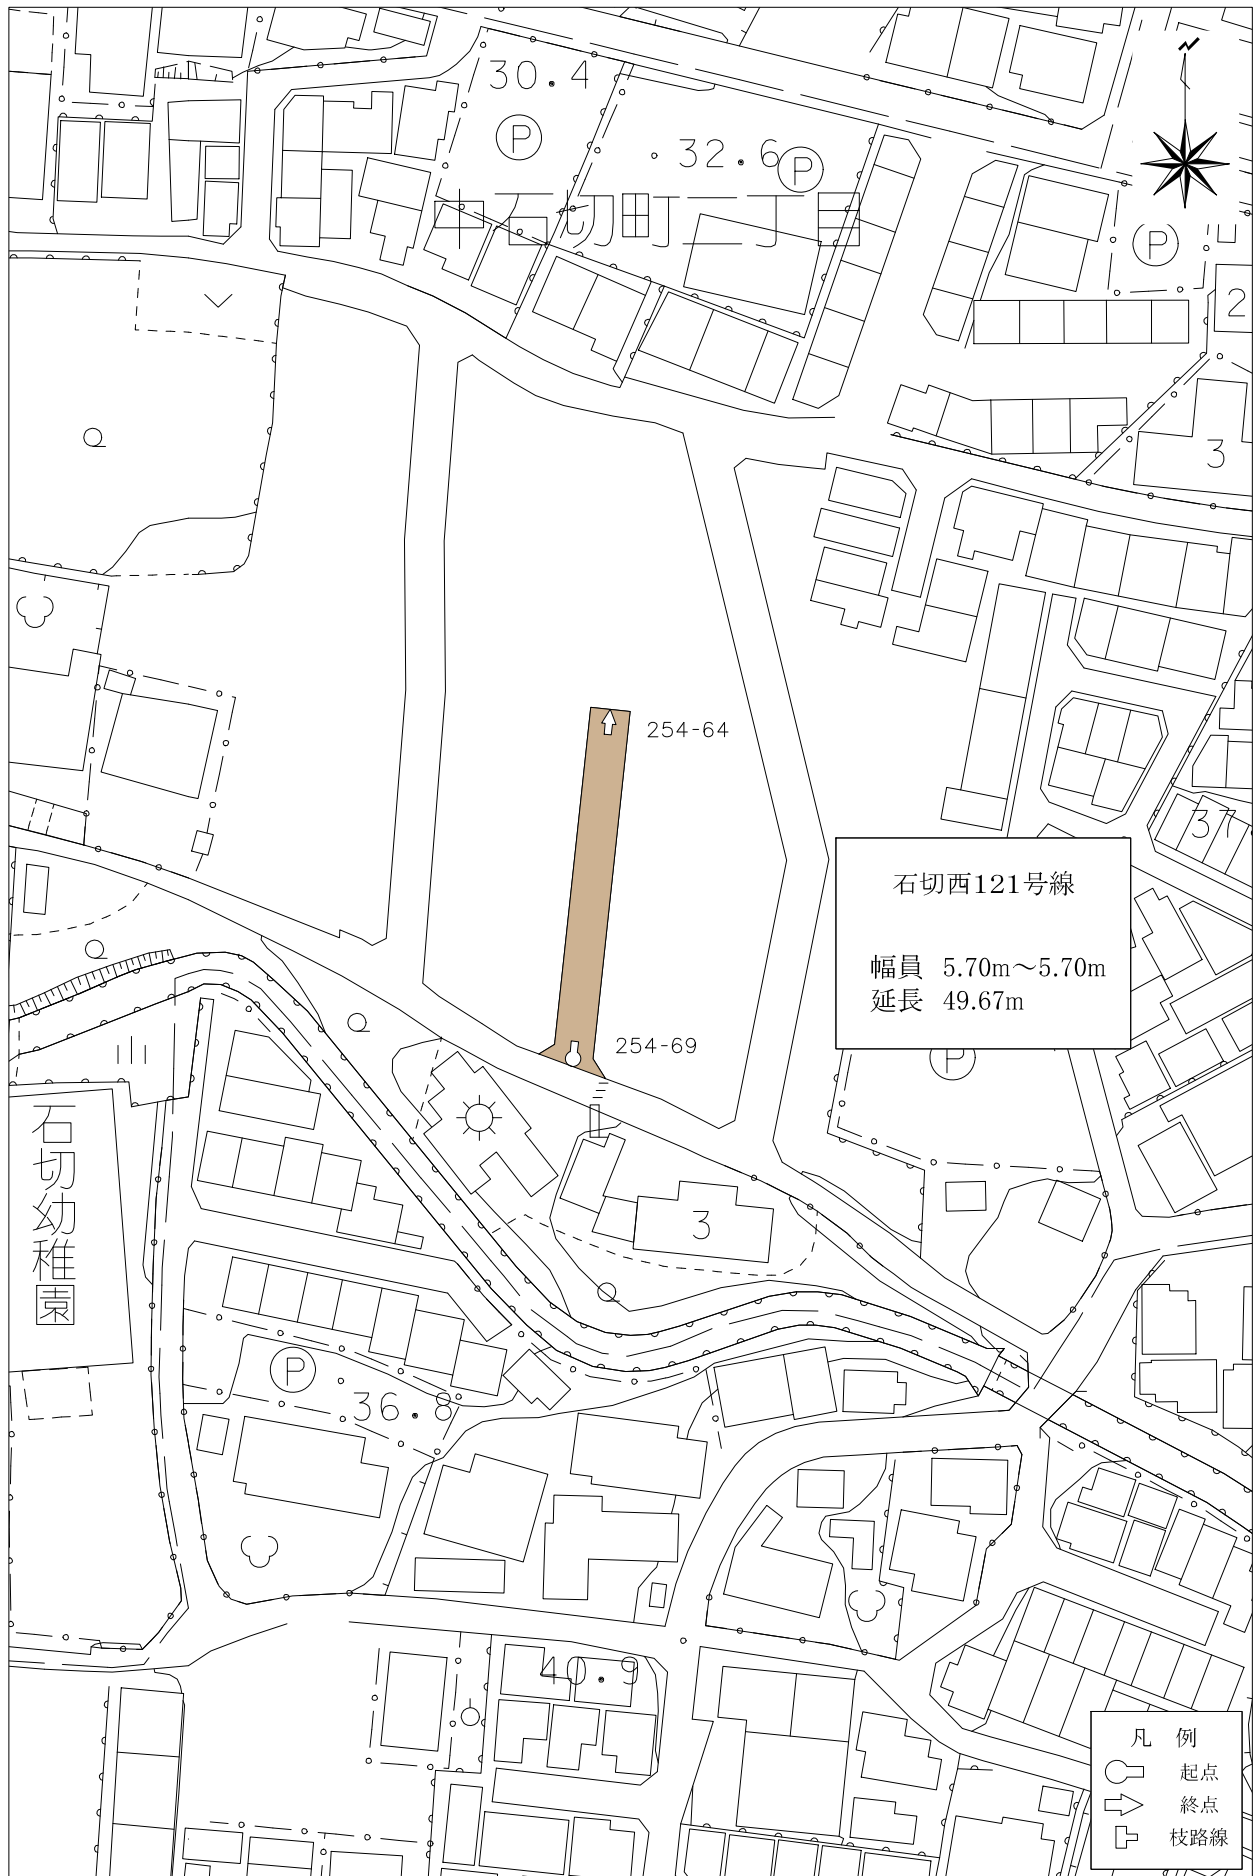 30.4
P
32.6
P
中石切町二丁目
P
2
3
254-64
37
石切西121号線
幅員 5.70m～5.70m
延長 49.67m
254-69
P
石切幼稚園
3
P
36.8
40.9
凡 例
起点
終点
枝路線